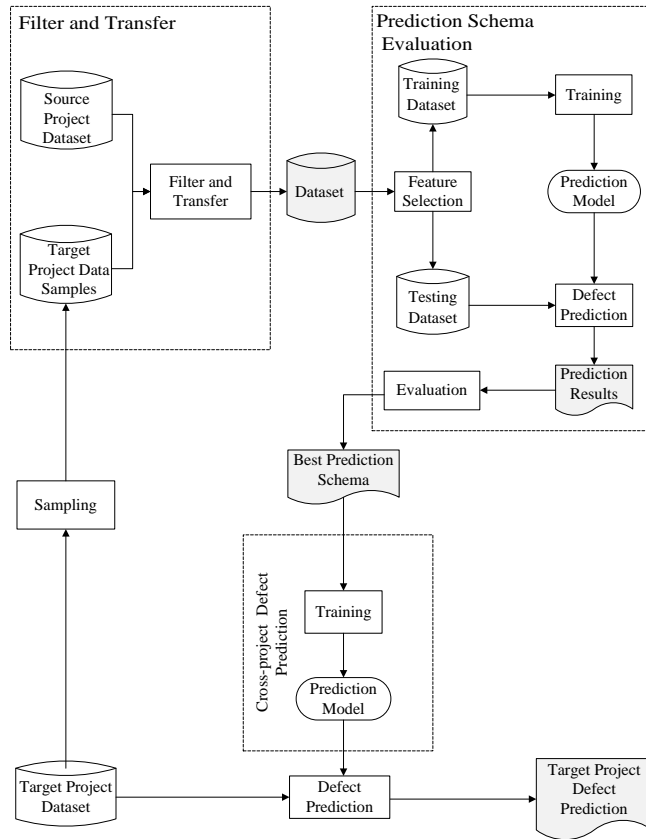 Filter and Transfer
Prediction Schema
Evaluation
Source
Project
Dataset
Training
Dataset
Training
Filter and
Transfer
Dataset
Feature
Selection
Prediction
Model
Target
Project Data
Samples
Testing
Dataset
Defect
Prediction
Evaluation
Prediction
Results
Best Prediction
Schema
Sampling
Cross-project Defect
Prediction
Training
Prediction
Model
Target Project
Dataset
Defect
Prediction
Target Project
Defect
Prediction